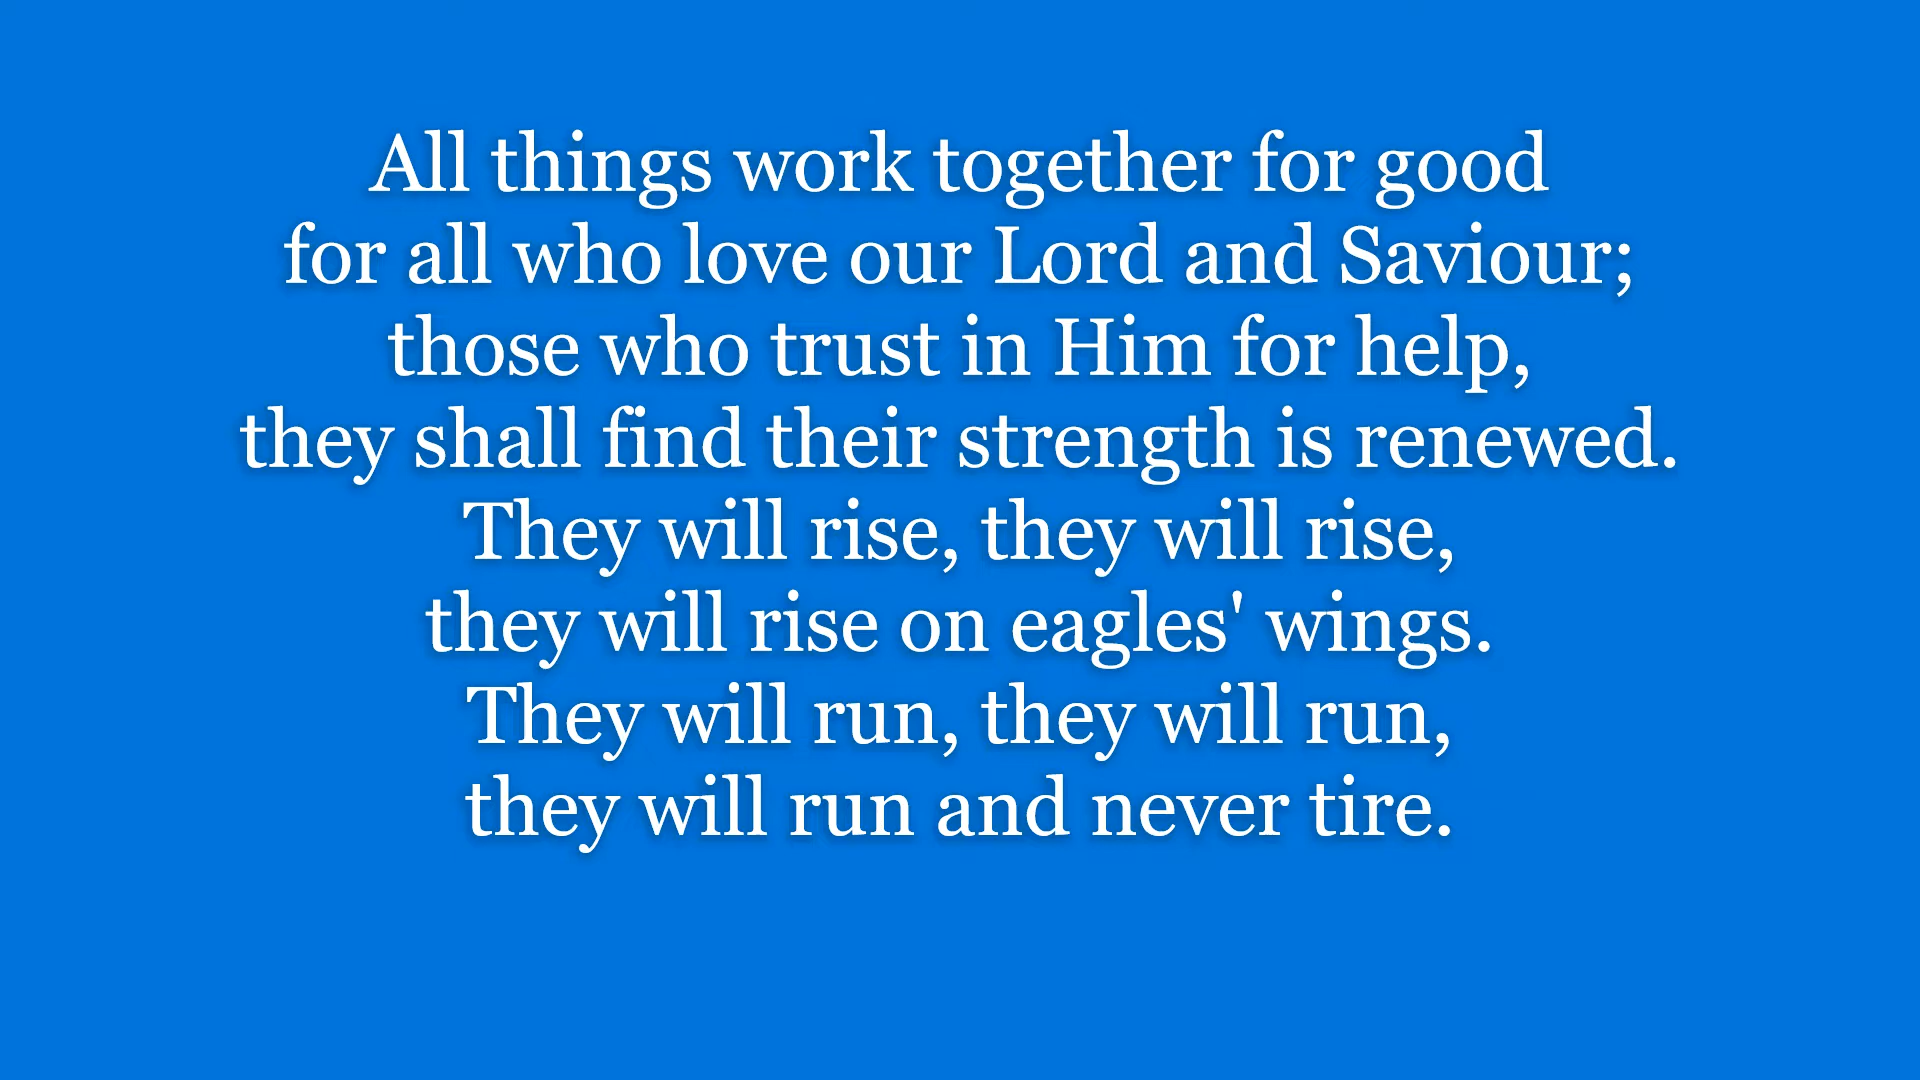 All things work together for good
for all who love our Lord and Saviour;
those who trust in Him for help,
they shall find their strength is renewed.
They will rise, they will rise,
they will rise on eagles' wings.
They will run, they will run,
they will run and never tire.